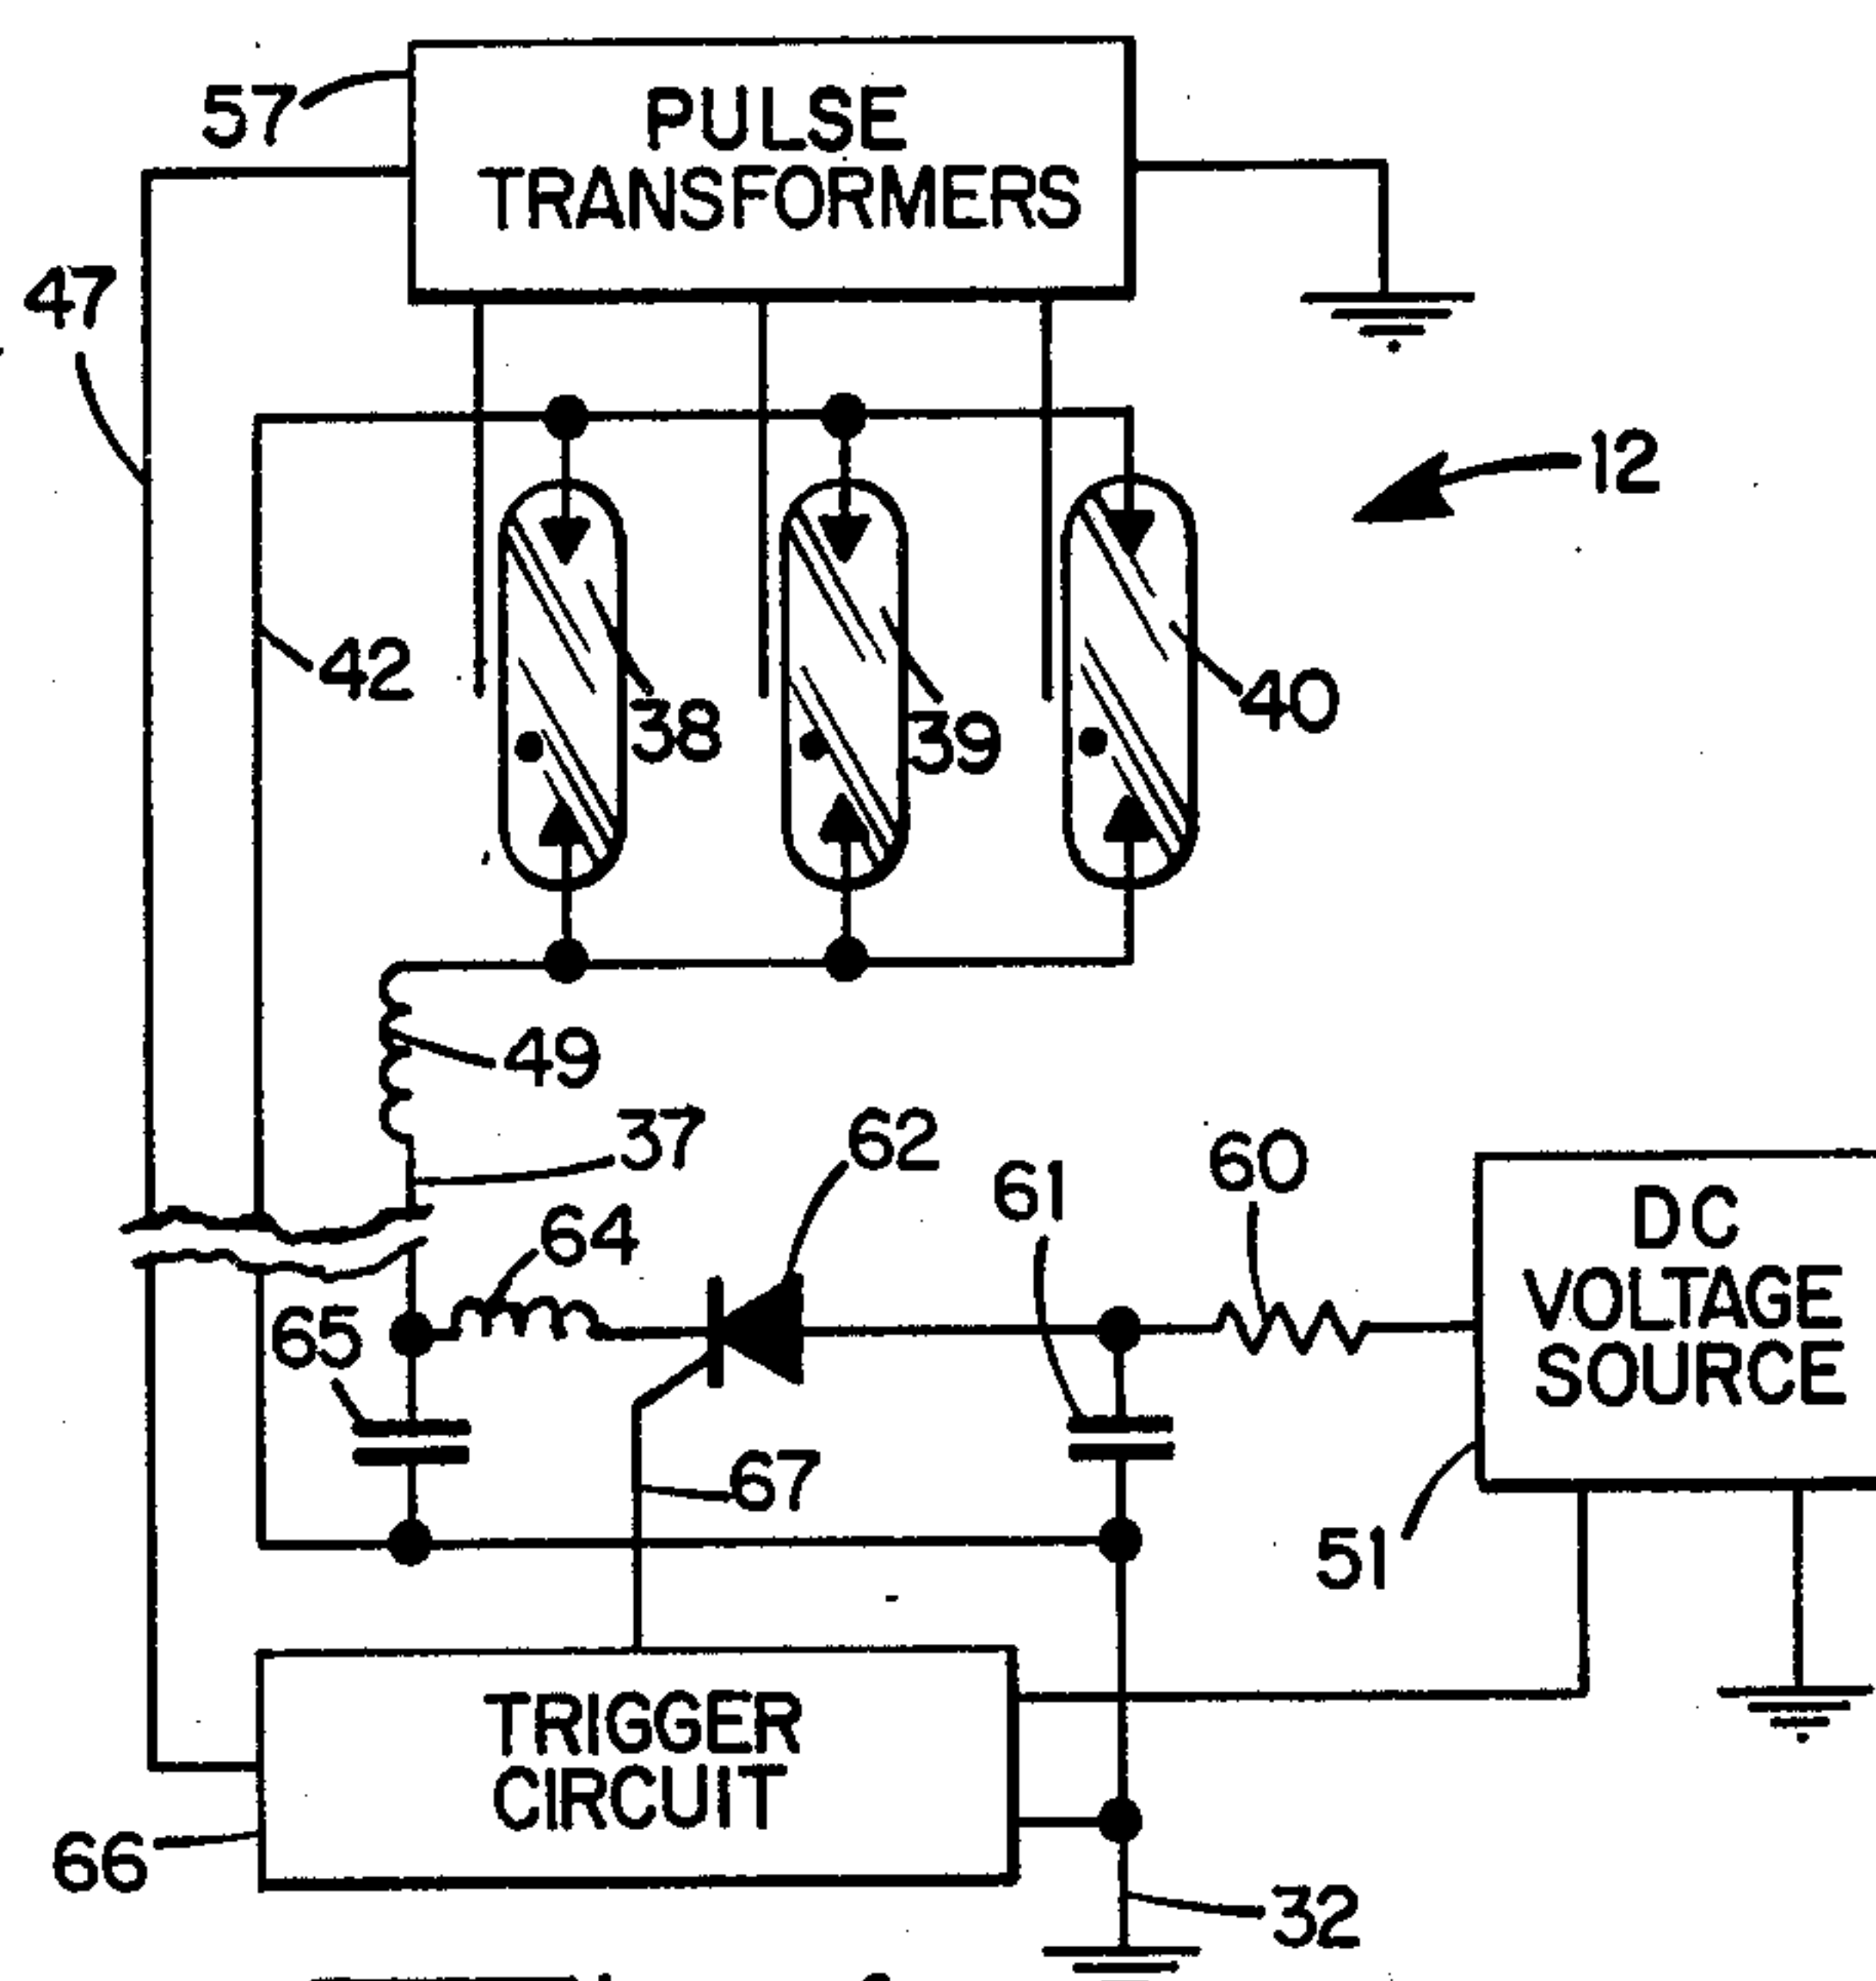 57
PULSE
TRANSFORMERS
47
12
42
38
39
40
49
37
62
61
60
64
65
DC
VOLTAGE
SOURCE
67
51
TRIGGER
CIRCUIT
66
32